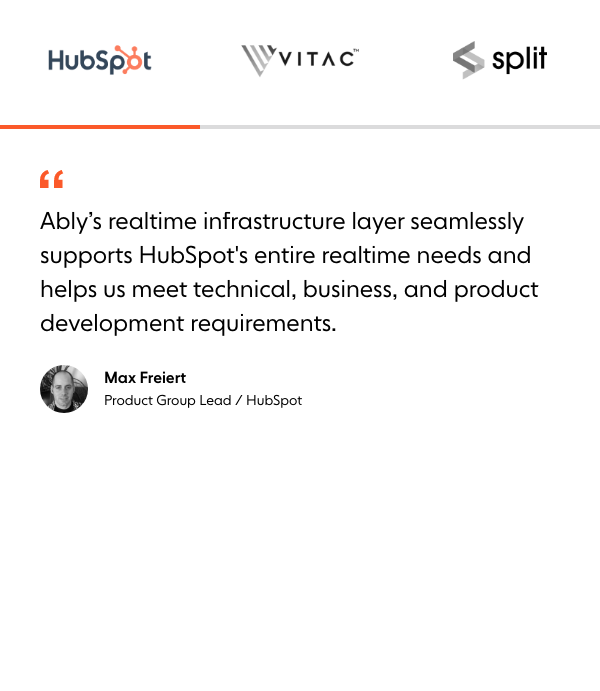 HubSpot
VITAC™
split
“
Ably’s realtime infrastructure layer seamlessly
supports HubSpot's entire realtime needs and
helps us meet technical, business, and product
development requirements.
Max Freiert
Product Group Lead / HubSpot